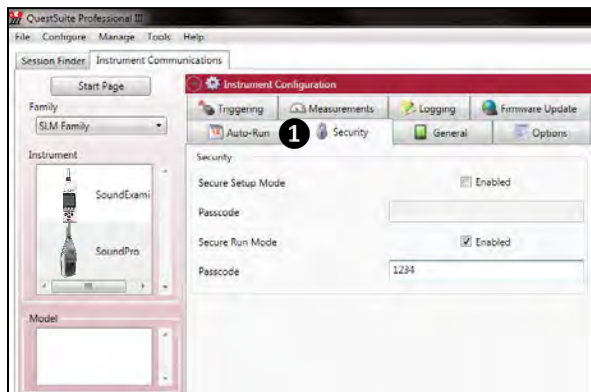 QuestSuite Professional III
File Configure Manage Tools Help
Session Finder Instrument Communications
Start Page
Family
SLM Family
Instrument
SoundExami
SoundPro
Model
Instrument Configuration
Triggering Measurements Logging Firmware Update
Auto-Run 1 Security General Options
Security
Secure Setup Mode Enabled
Passcode
Secure Run Mode Enabled
Passcode 1234